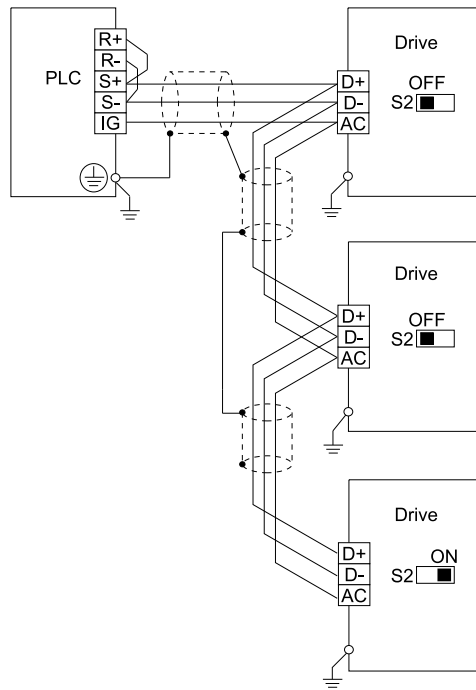 PLC
R+
R-
S+
S-
IG
Drive
OFF
S2
D+
D-
AC
Drive
OFF
S2
D+
D-
AC
Drive
ON
S2
D+
D-
AC